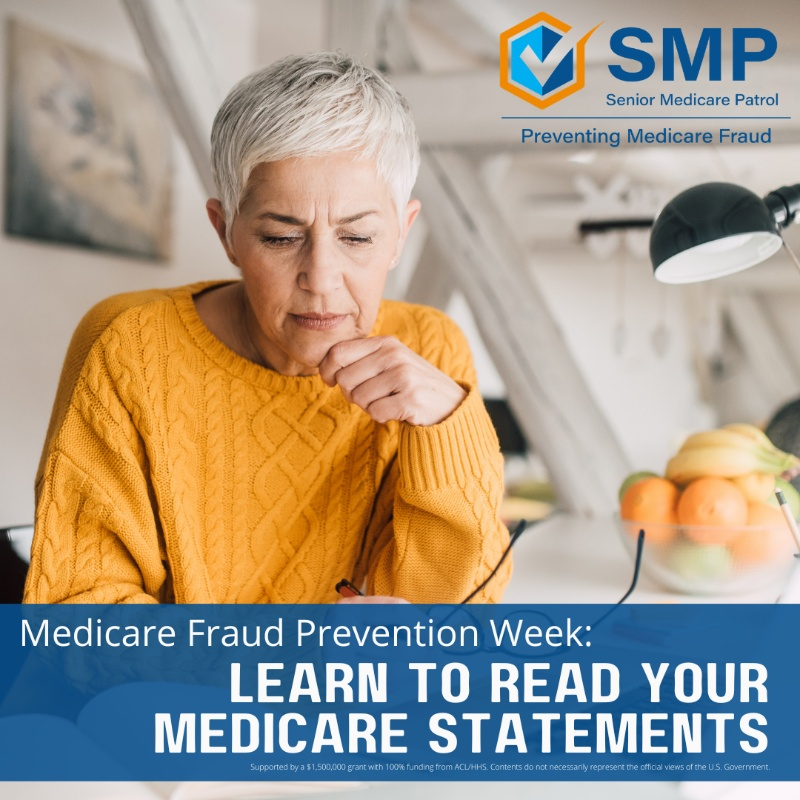 SMP
Senior Medicare Patrol
Preventing Medicare Fraud
Medicare Fraud Prevention Week:
LEARN TO READ YOUR
MEDICARE STATEMENTS
Supported by a $1,500,000 grant with 100% funding from ACL/HHS. Contents do not necessarily represent the official views of the U.S. Government.